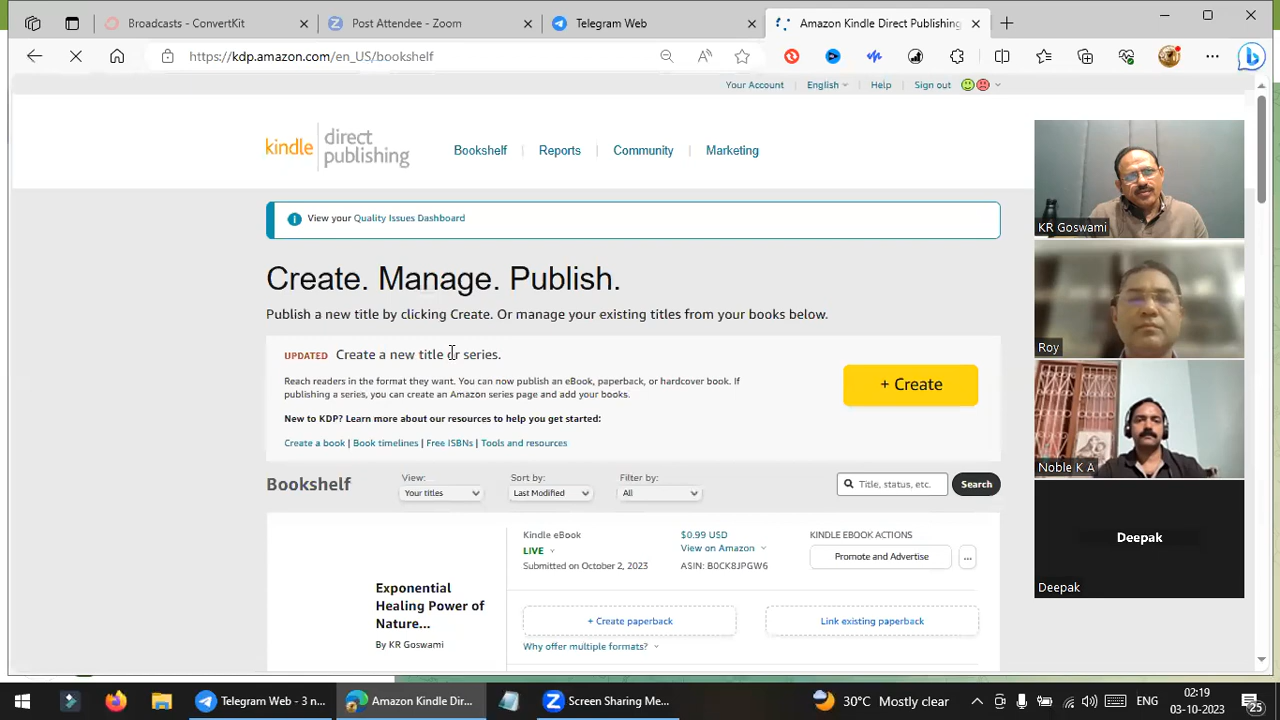 Broadcasts - ConvertKit
Post Attendee - Zoom
Telegram Web
Amazon Kindle Direct Publishing
https://kdp.amazon.com/en_US/bookshelf
Your Account
English
Help
Sign out
kindle direct publishing
Bookshelf
Reports
Community
Marketing
View your Quality Issues Dashboard
Create. Manage. Publish.
Publish a new title by clicking Create. Or manage your existing titles from your books below.
UPDATED Create a new title or series.
Reach readers in the format they want. You can now publish an eBook, paperback, or hardcover book. If
publishing a series, you can create an Amazon series page and add your books.
New to KDP? Learn more about our resources to help you get started:
Create a book | Book timelines | Free ISBNs | Tools and resources
+ Create
Bookshelf
View:
Your titles
Sort by:
Last Modified
Filter by:
All
Title, status, etc.
Search
Exponential
Healing Power of
Nature...
By KR Goswami
Kindle eBook
LIVE
Submitted on October 2, 2023
$0.99 USD
View on Amazon
ASIN: B0CK8JPGW6
KINDLE EBOOK ACTIONS
Promote and Advertise
...
+ Create paperback
Link existing paperback
Why offer multiple formats?
KR Goswami
Roy
Noble K A
Deepak
Deepak
Telegram Web - 3 n...
Amazon Kindle Dir...
Screen Sharing Me...
30°C Mostly clear
ENG
02:19
03-10-2023
25